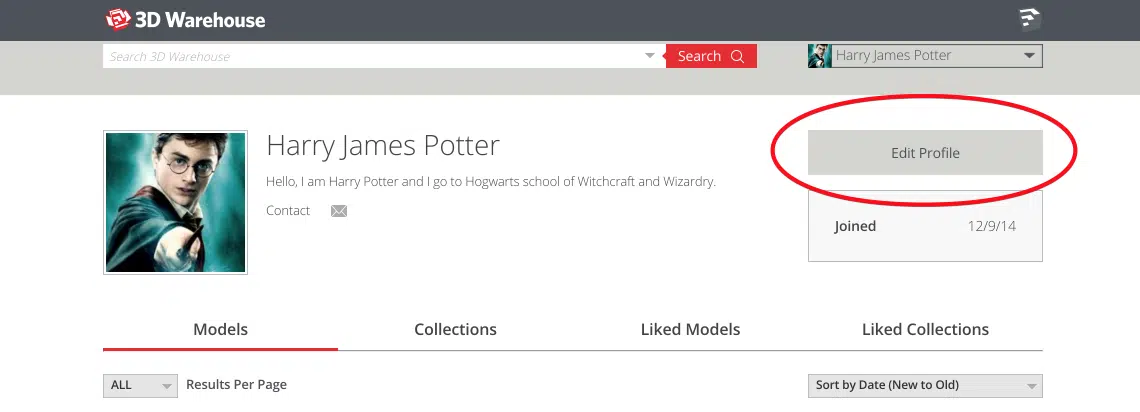 3D Warehouse
Search 3D Warehouse
Search
Harry James Potter
Harry James Potter
Hello, I am Harry Potter and I go to Hogwarts school of Witchcraft and Wizardry.
Contact
Edit Profile
Joined 12/9/14
Models Collections Liked Models Liked Collections
ALL Results Per Page Sort by Date (New to Old)